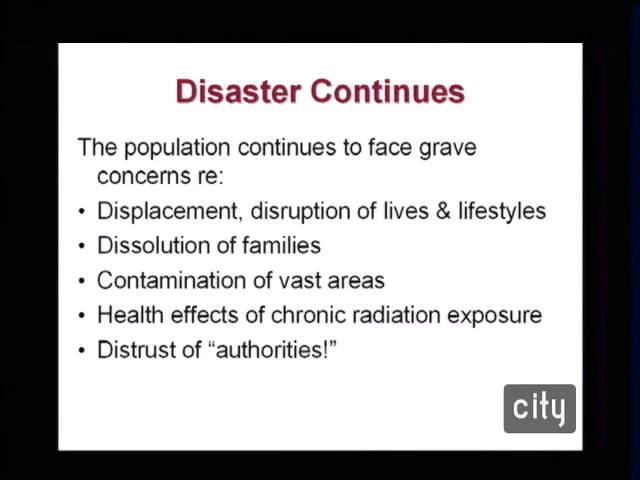 Disaster Continues
The population continues to face grave
concerns re:
• Displacement, disruption of lives & lifestyles
• Dissolution of families
• Contamination of vast areas
• Health effects of chronic radiation exposure
• Distrust of “authorities!”
city